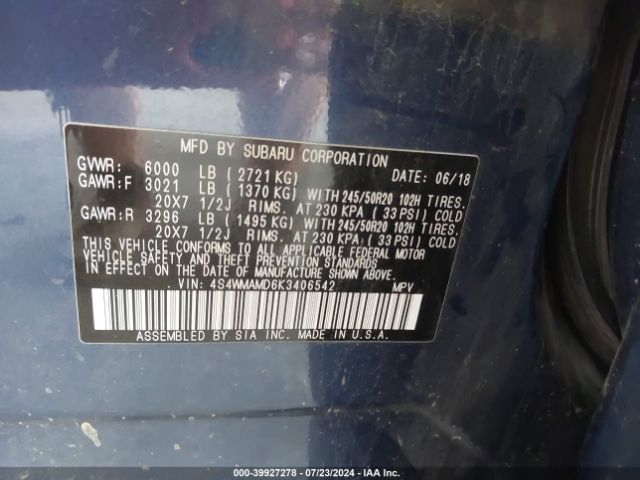 MFD BY SUBARU CORPORATION
GVWR: 6000 LB ( 2721 KG) DATE: 06/18
GAWR:F 3021 LB ( 1370 KG) WITH 245/50R20 102H TIRES,
20X7 1/2J RIMS, AT 230 KPA ( 33 PSI) COLD
GAWR:R 3296 LB ( 1495 KG) WITH 245/50R20 102H TIRES,
20X7 1/2J RIMS, AT 230 KPA ( 33 PSI) COLD
THIS VEHICLE CONFORMS TO ALL APPLICABLE FEDERAL MOTOR
VEHICLE SAFETY AND THEFT PREVENTION STANDARDS
IN EFFECT ON THE DATE OF MANUFACTURE SHOWN ABOVE.
VIN: 4S4WMAMD6K3406542 MPV
ASSEMBLED BY SIA INC. MADE IN U.S.A.
000-39927278 - 07/23/2024 - IAA Inc.